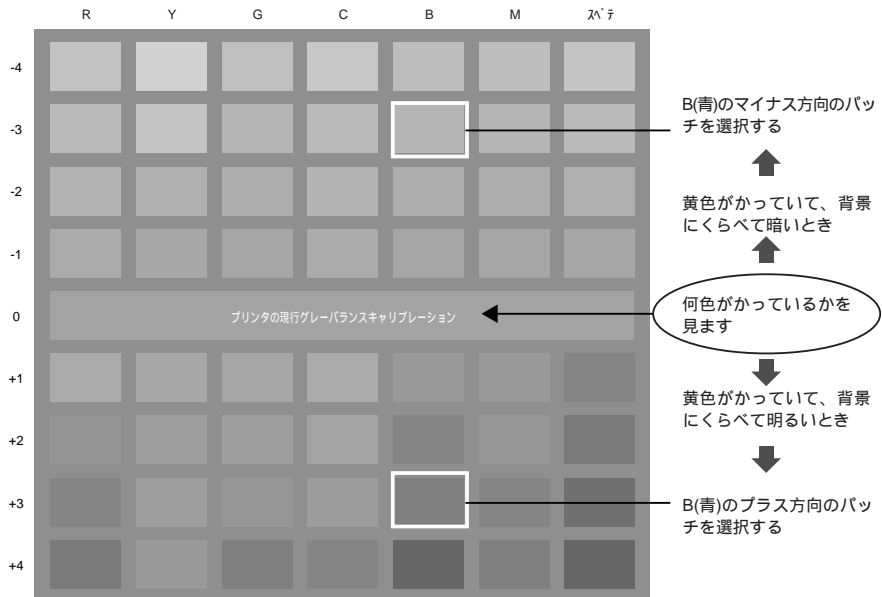 R Y G C B M ｽﾍﾞﾃ
-4
-3
-2
-1
0
+1
+2
+3
+4
プリンタの現行グレーバランスキャリブレーション
B(青)のマイナス方向のパッ
チを選択する
黄色がかっていて、背景
にくらべて暗いとき
何色がかっているかを
見ます
黄色がかっていて、背景
にくらべて明るいとき
B(青)のプラス方向のパッ
チを選択する